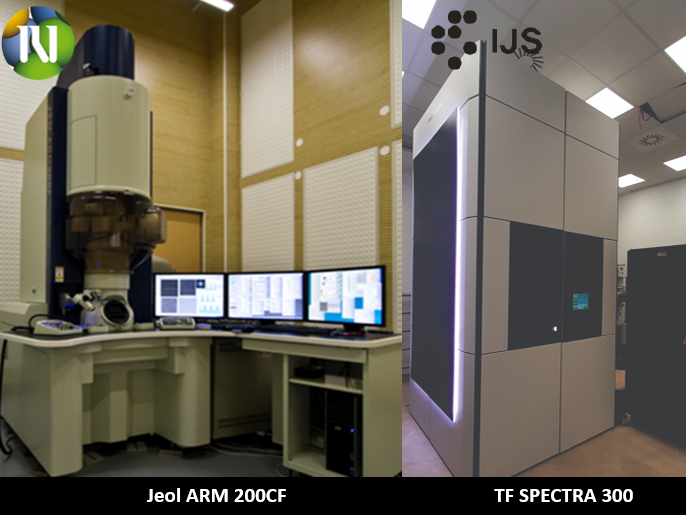 IJS
Jeol ARM 200CF
TF SPECTRA 300